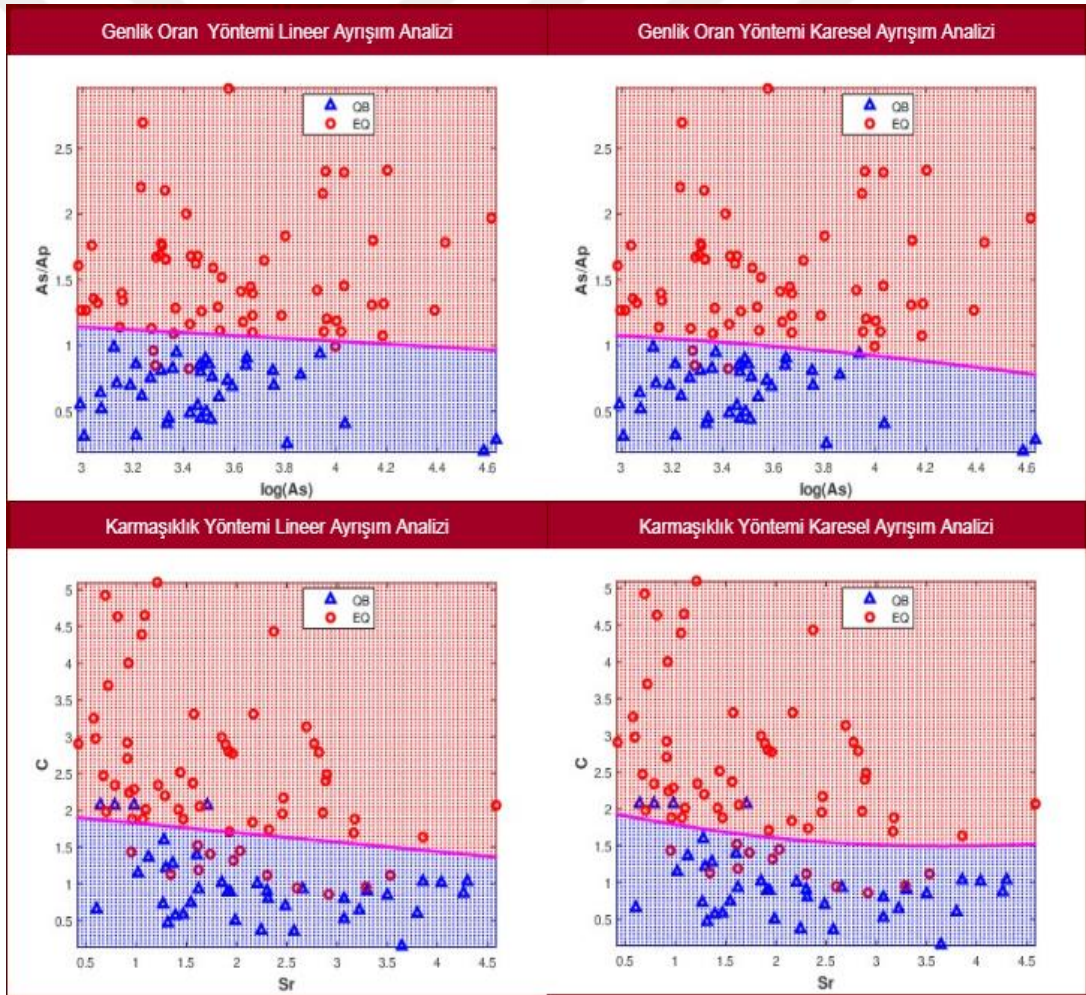 Genlik Oran Yöntemi Lineer Ayrışım Analizi
Genlik Oran Yöntemi Karesel Ayrışım Analizi
QB
EQ
2.5
2
1.5
1
0.5
As/Ap
3 3.2 3.4 3.6 3.8 4 4.2 4.4 4.6
log(As)
QB
EQ
2.5
2
1.5
1
0.5
As/Ap
3 3.2 3.4 3.6 3.8 4 4.2 4.4 4.6
log(As)
Karmaşıklık Yöntemi Lineer Ayrışım Analizi
Karmaşıklık Yöntemi Karesel Ayrışım Analizi
QB
EQ
5
4.5
4
3.5
3
2.5
2
1.5
1
0.5
C
0.5 1 1.5 2 2.5 3 3.5 4 4.5
Sr
QB
EQ
5
4.5
4
3.5
3
2.5
2
1.5
1
0.5
C
0.5 1 1.5 2 2.5 3 3.5 4 4.5
Sr